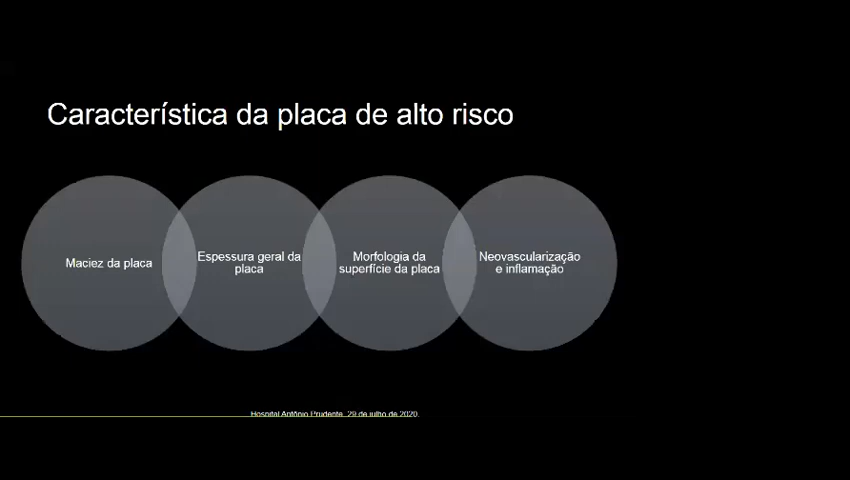 Característica da placa de alto risco
Maciez da placa
Espessura geral da
placa
Morfologia da
superfície da placa
Neovascularização
e inflamação
Hospital Antônio Prudente, 29 de julho de 2020